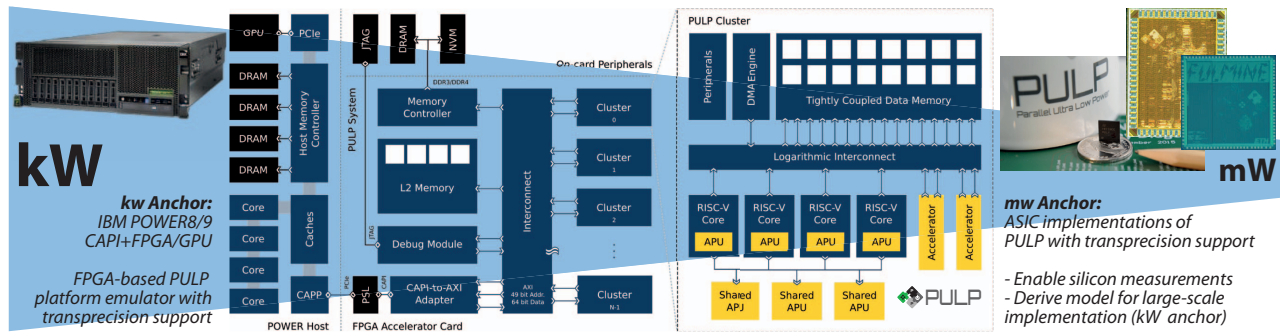 kW
kw Anchor:
IBM POWER8/9
CAPI+FPGA/GPU
FPGA-based PULP
platform emulator with
transprecision support
GPU
PCIe
DRAM
DRAM
DRAM
DRAM
Host Memory
Controller
Core
Core
Core
Core
Caches
CAPP
POWER Host
JTAG
DRAM
NVM
DDR3/DDR4
On-card Peripherals
PULP System
Memory
Controller
L2 Memory
Debug Module
JTAG
PCIe
PSL
CAPI
CAPI-to-AXI
Adapter
Interconnect
AXI
49 bit Addr.
64 bit Data
Cluster
0
Cluster
1
Cluster
2
Cluster
N-1
FPGA Accelerator Card
PULP Cluster
Peripherals
DMA Engine
Tightly Coupled Data Memory
Logarithmic Interconnect
RISC-V
Core
APU
RISC-V
Core
APU
RISC-V
Core
APU
RISC-V
Core
APU
Accelerator
Accelerator
Shared
APJ
Shared
APU
Shared
APU
PULP
PULP
Parallel Ultra Low Power
FULMINE
mW
mw Anchor:
ASIC implementations of
PULP with transprecision support
- Enable silicon measurements
- Derive model for large-scale
implementation (kW anchor)